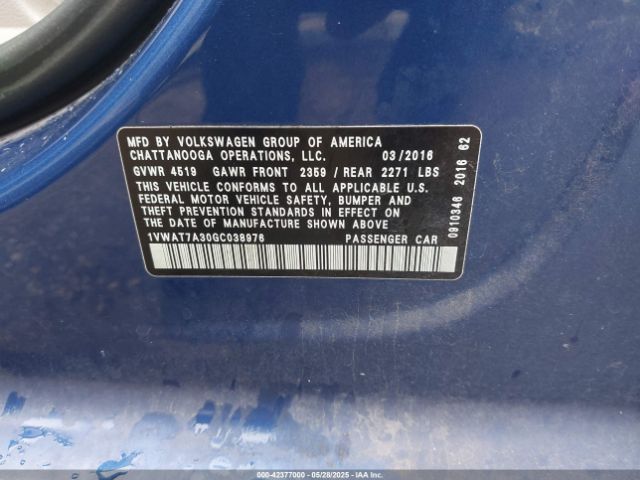 MFD BY VOLKSWAGEN GROUP OF AMERICA
CHATTANOOGA OPERATIONS, LLC. 03/2016
GVWR 4519 GAWR FRONT 2359 / REAR 2271 LBS
THIS VEHICLE CONFORMS TO ALL APPLICABLE U.S.
FEDERAL MOTOR VEHICLE SAFETY, BUMPER AND
THEFT PREVENTION STANDARDS IN EFFECT ON
THE DATE OF MANUFACTURE SHOWN ABOVE
1VWAT7A30GC038976 PASSENGER CAR
0910346 2016 62
000-42377000 - 05/28/2025 - IAAI.CA